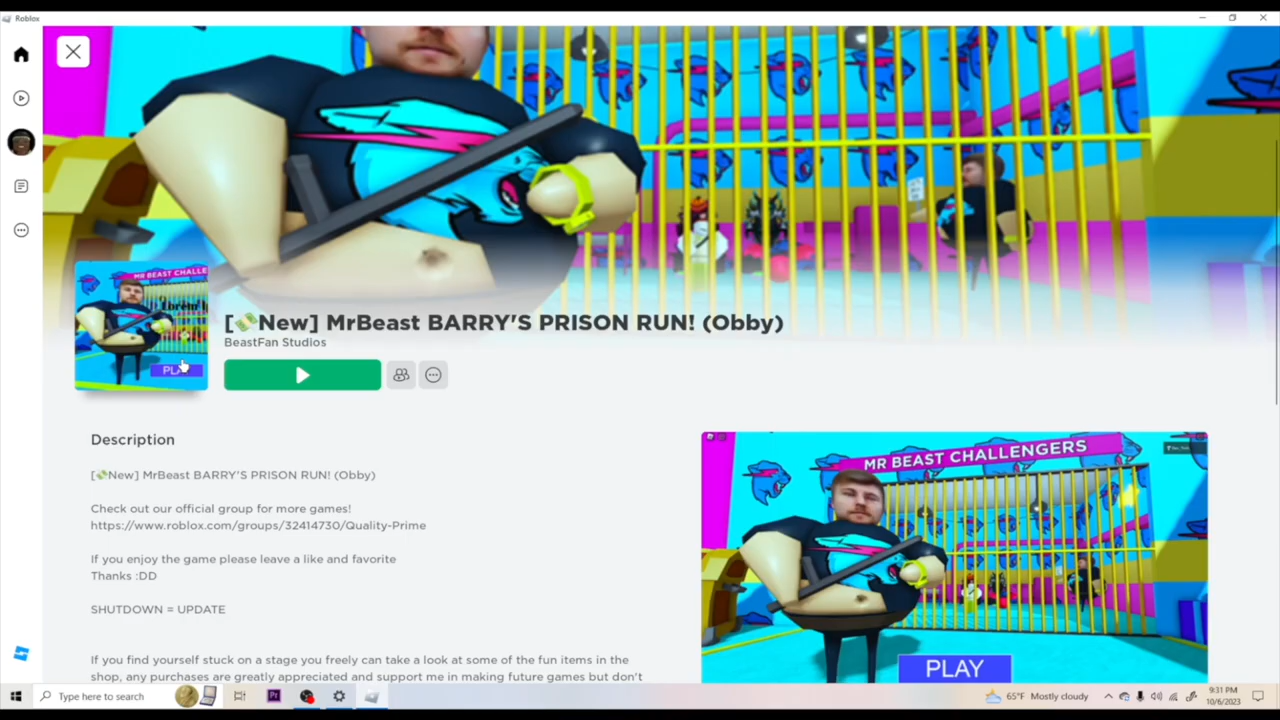 Roblox
MR BEAST CHALLE
PLA
[💸New] MrBeast BARRY'S PRISON RUN! (Obby)
BeastFan Studios
Description
[💸New] MrBeast BARRY'S PRISON RUN! (Obby)
Check out our official group for more games!
https://www.roblox.com/groups/32414730/Quality-Prime
If you enjoy the game please leave a like and favorite
Thanks :DD
SHUTDOWN = UPDATE
If you find yourself stuck on a stage you freely can take a look at some of the fun items in the
shop, any purchases are greatly appreciated and support me in making future games but don't
MR BEAST CHALLENGERS
PLAY
Type here to search
Pr
65°F Mostly cloudy
9:31 PM
10/6/2023